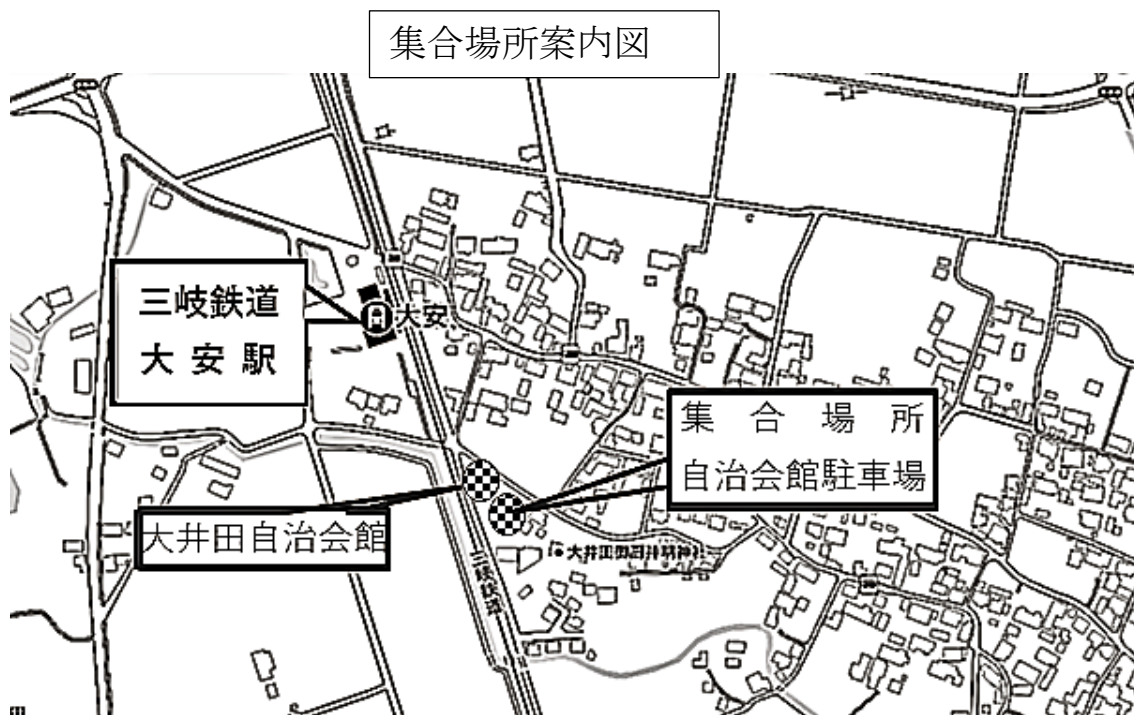 集合場所案内図
三岐鉄道
大安駅
大安
集合場所
自治会館駐車場
大井田自治会館
三岐鉄道